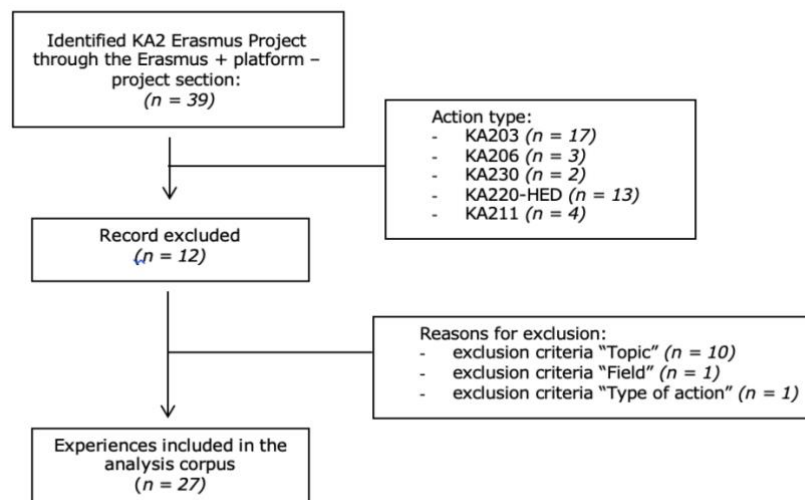 Identified KA2 Erasmus Project
through the Erasmus + platform –
project section:
(n = 39)
Action type:
- KA203 (n = 17)
- KA206 (n = 3)
- KA230 (n = 2)
- KA220-HED (n = 13)
- KA211 (n = 4)
Record excluded
(n = 12)
Reasons for exclusion:
- exclusion criteria “Topic” (n = 10)
- exclusion criteria “Field” (n = 1)
- exclusion criteria “Type of action” (n = 1)
Experiences included in the
analysis corpus
(n = 27)